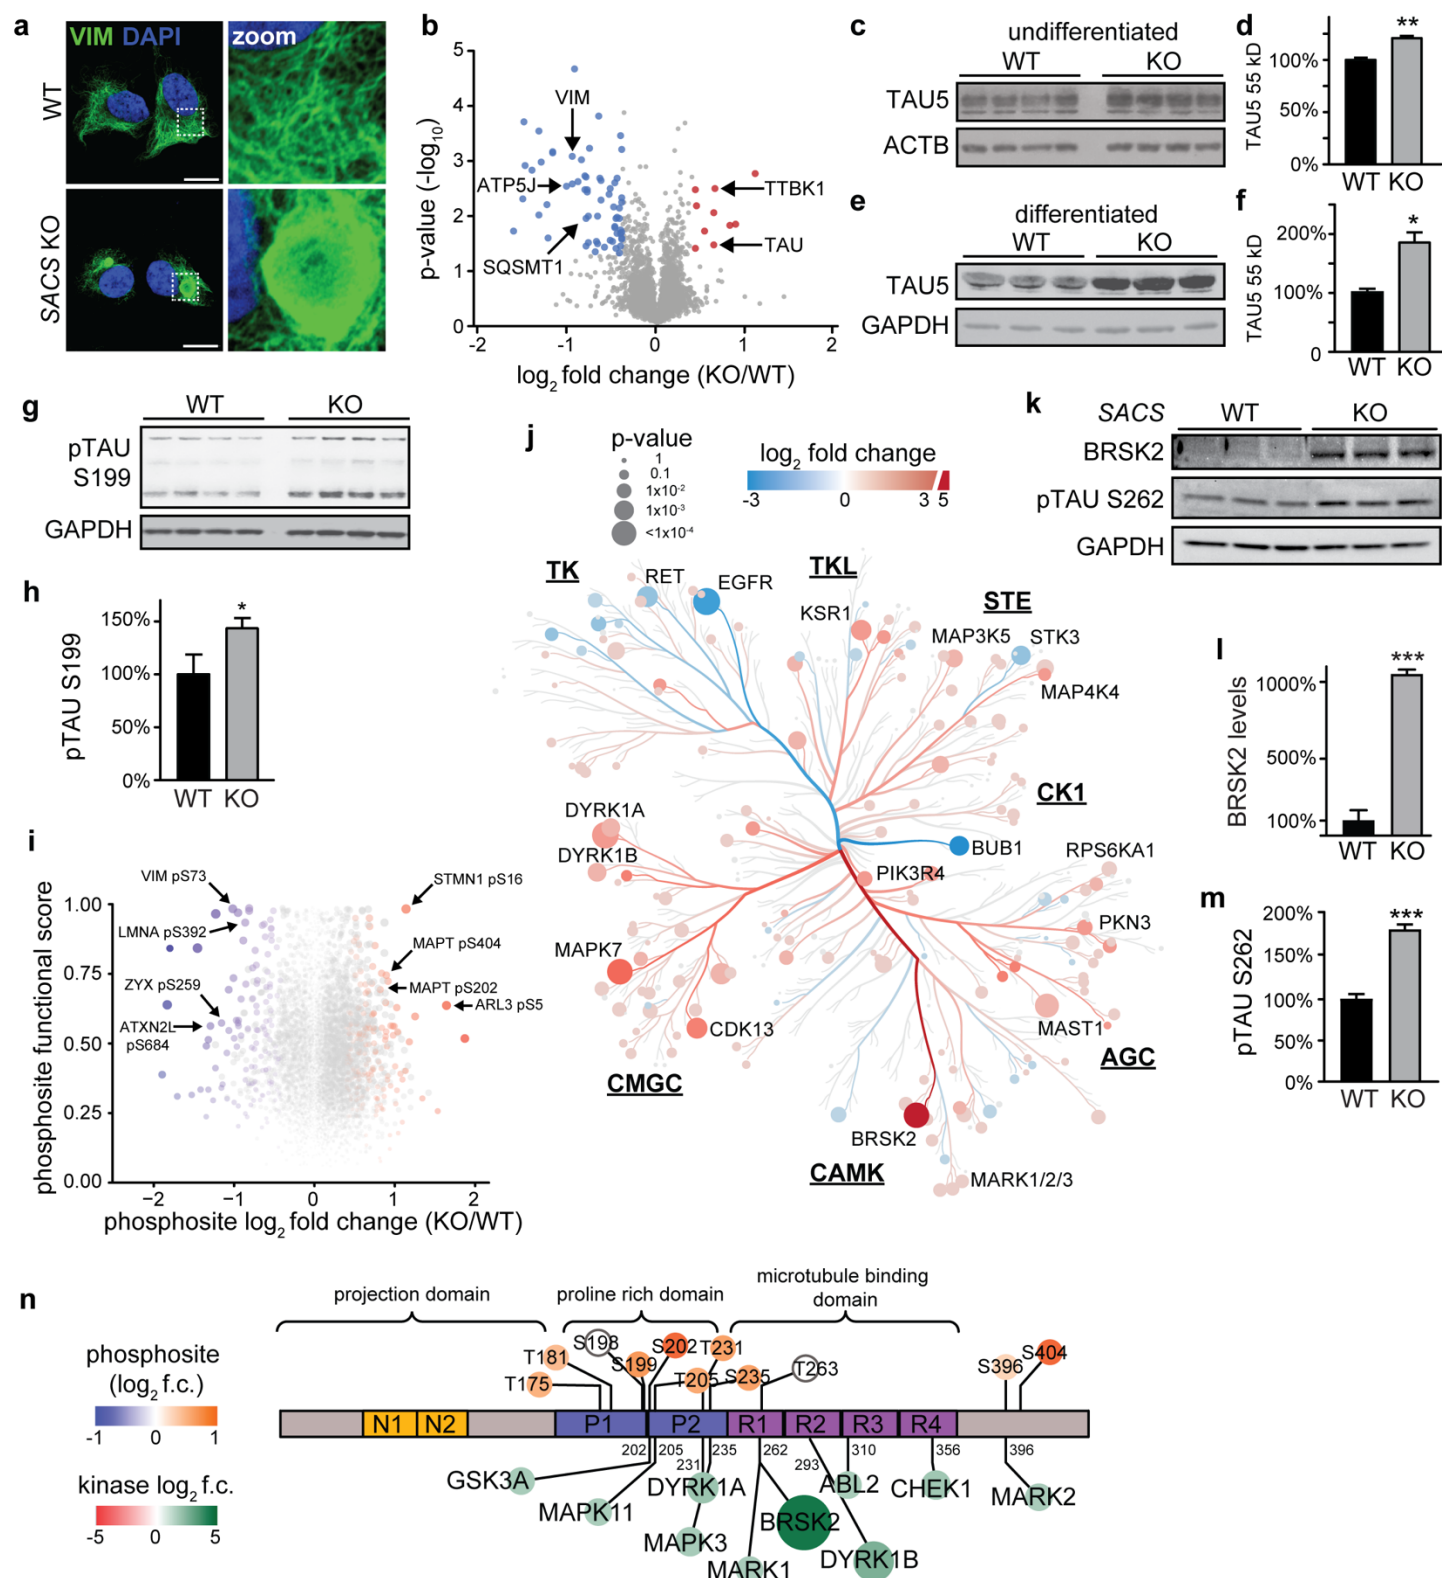 a
VIM DAPI
zoom
WT
SACS KO
b
5
4
3
2
1
0
p-value (-log10)
VIM
ATP5J
SQSMT1
TTBK1
TAU
-2
-1
0
1
2
log2 fold change (KO/WT)
c
undifferentiated
WT
KO
TAU5
ACTB
d
**
TAU5 55 kD
100%
50%
0%
WT
KO
e
differentiated
WT
KO
TAU5
GAPDH
f
*
TAU5 55 kD
200%
100%
0
WT
KO
g
WT
KO
pTAU
S199
GAPDH
h
*
pTAU S199
150%
100%
50%
0%
WT
KO
i
phosphosite functional score
1.00
0.75
0.50
0.25
0.00
VIM pS73
LMNA pS392
ZYX pS259
ATXN2L
pS684
STMN1 pS16
MAPT pS404
MAPT pS202
ARL3 pS5
−2
−1
0
1
2
phosphosite log2 fold change (KO/WT)
j
p-value
1
0.1
1x10-2
1x10-3
<1x10-4
log2 fold change
-3
0
3
5
TK
RET
EGFR
TKL
KSR1
STE
MAP3K5
STK3
MAP4K4
CK1
BUB1
DYRK1A
DYRK1B
PIK3R4
RPS6KA1
PKN3
MAPK7
CDK13
MAST1
AGC
CMGC
BRSK2
CAMK
MARK1/2/3
k
SACS
WT
KO
BRSK2
pTAU S262
GAPDH
l
***
BRSK2 levels
1000%
500%
100%
WT
KO
m
***
pTAU S262
200%
150%
100%
50%
0%
WT
KO
n
projection domain
proline rich domain
microtubule binding
domain
phosphosite
(log2 f.c.)
-1
0
1
kinase log2 f.c.
-5
0
5
T175
T181
S198
S199
S202
T205
T231
S235
T263
S396
S404
N1
N2
P1
P2
R1
R2
R3
R4
202
205
231
235
262
293
310
356
396
GSK3A
MAPK11
DYRK1A
MAPK3
MARK1
BRSK2
ABL2
DYRK1B
CHEK1
MARK2